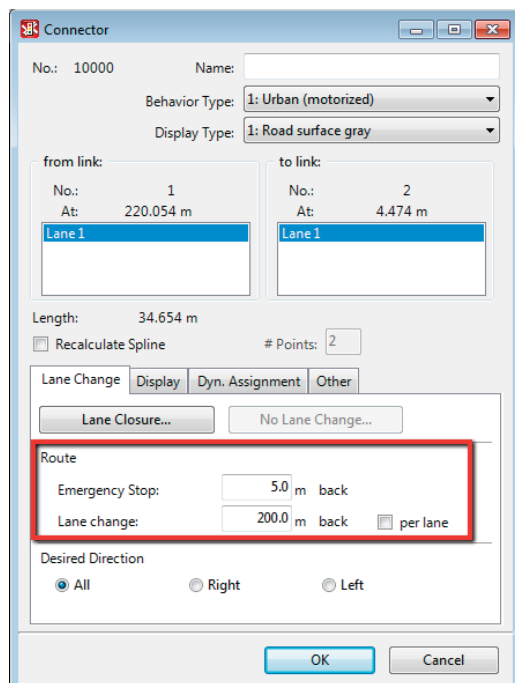 Connector
No.: 10000 Name:
Behavior Type: 1: Urban (motorized)
Display Type: 1: Road surface gray
from link: to link:
No.: 1 No.: 2
At: 220.054 m At: 4.474 m
Lane 1 Lane 1
Length: 34.654 m
Recalculate Spline # Points: 2
Lane Change Display Dyn. Assignment Other
Lane Closure... No Lane Change...
Route
Emergency Stop: 5.0 m back
Lane change: 200.0 m back per lane
Desired Direction
All Right Left
OK Cancel